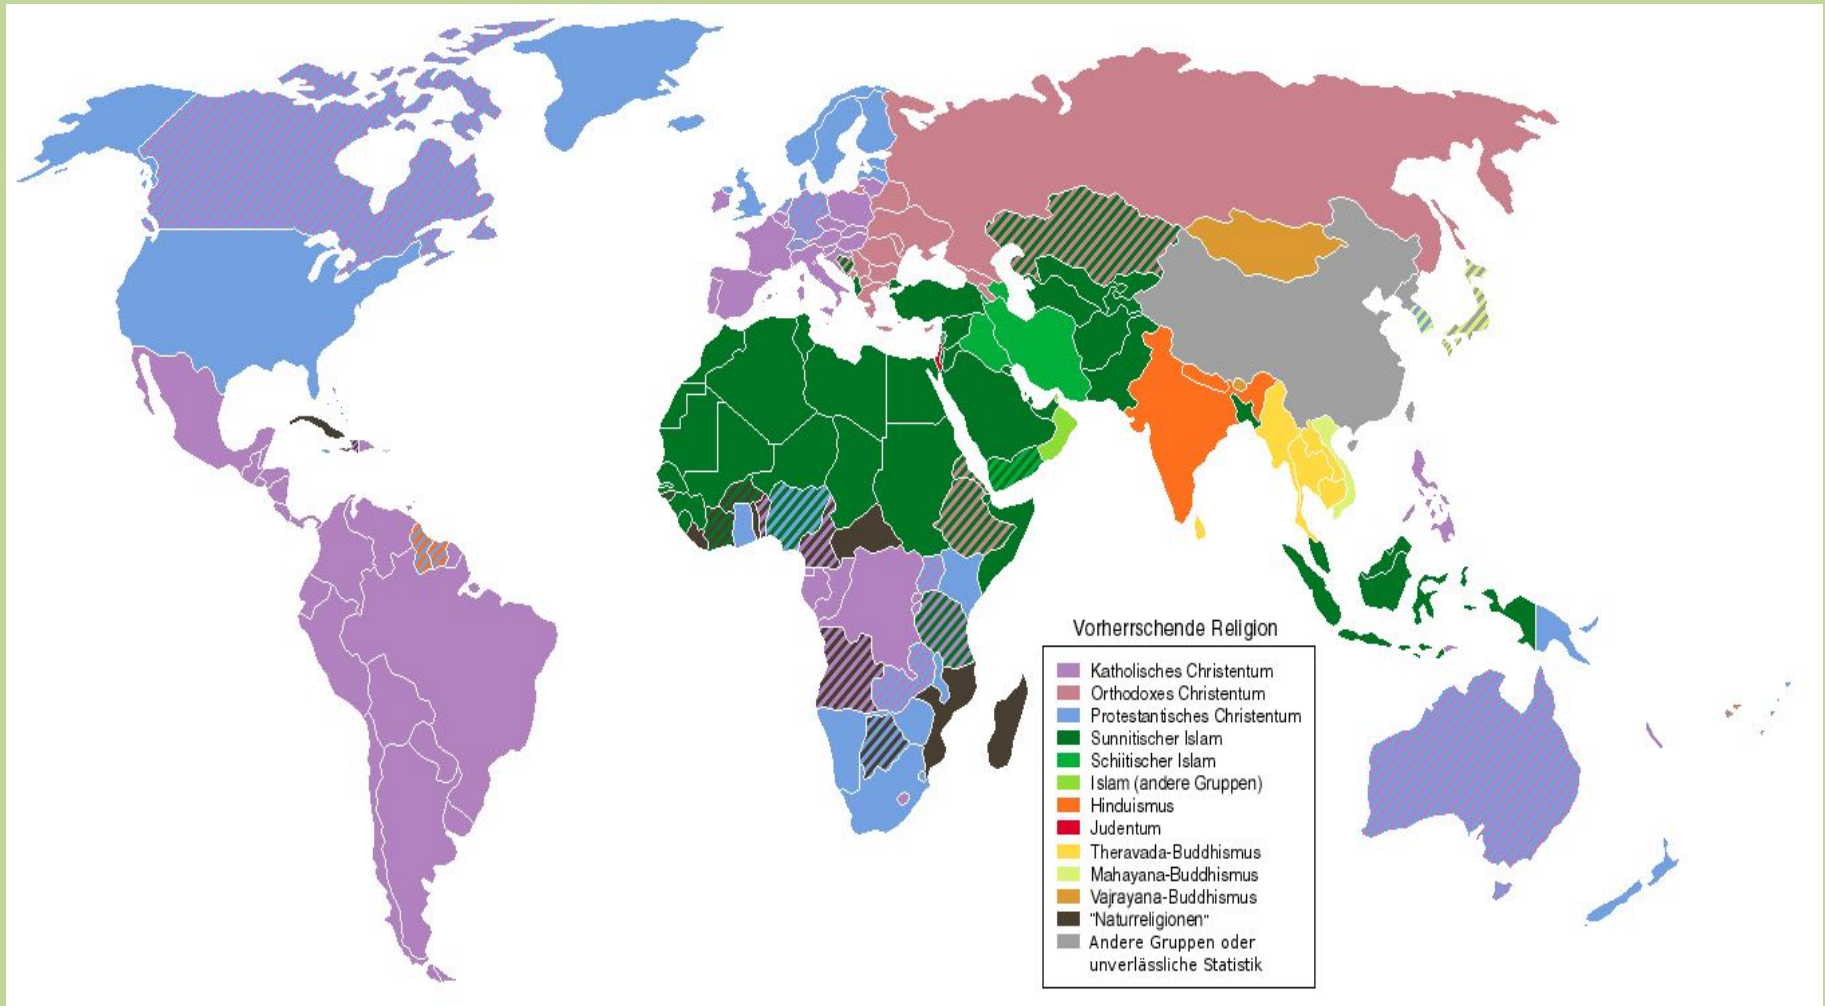 Vorherrschende Religion
Katholisches Christentum
Orthodoxes Christentum
Protestantisches Christentum
Sunnitischer Islam
Schiitischer Islam
Islam (andere Gruppen)
Hinduismus
Judentum
Theravada-Buddhismus
Mahayana-Buddhismus
Vajrayana-Buddhismus
"Naturreligionen"
Andere Gruppen oder
unverlässliche Statistik